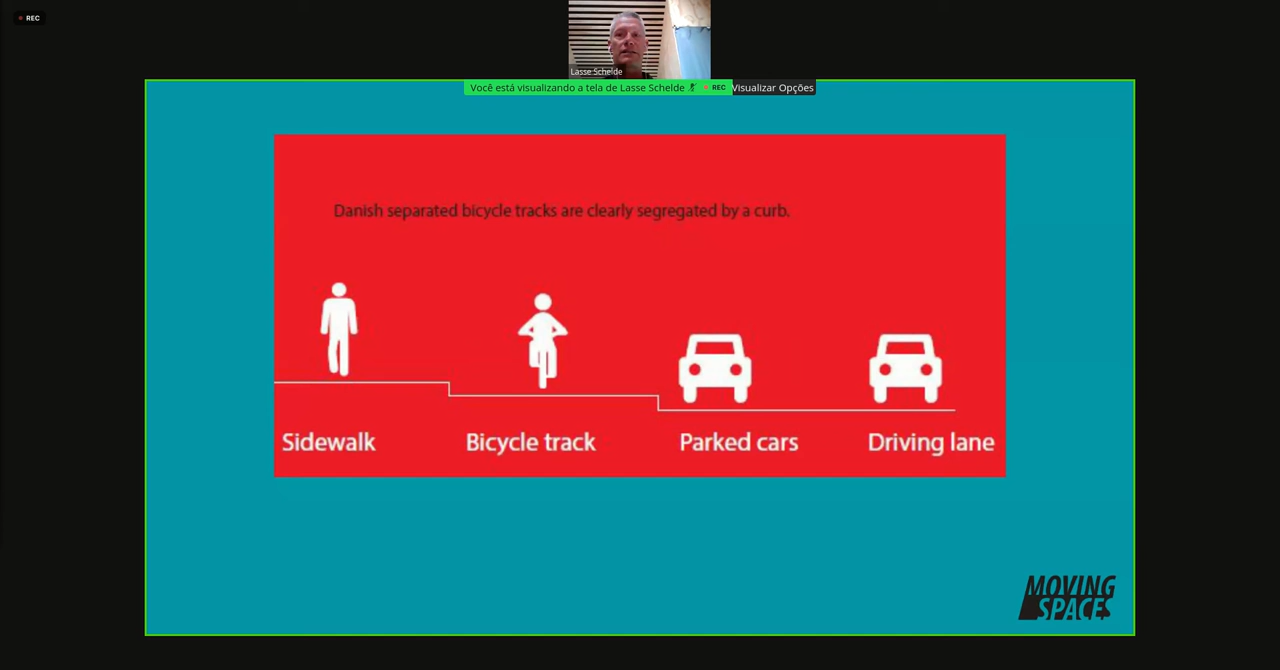 REC
Lasse Schelde
Você está visualizando a tela de Lasse Schelde REC Visualizar Opções
Danish separated bicycle tracks are clearly segregated by a curb.
Sidewalk Bicycle track Parked cars Driving lane
MOVING
SPACES